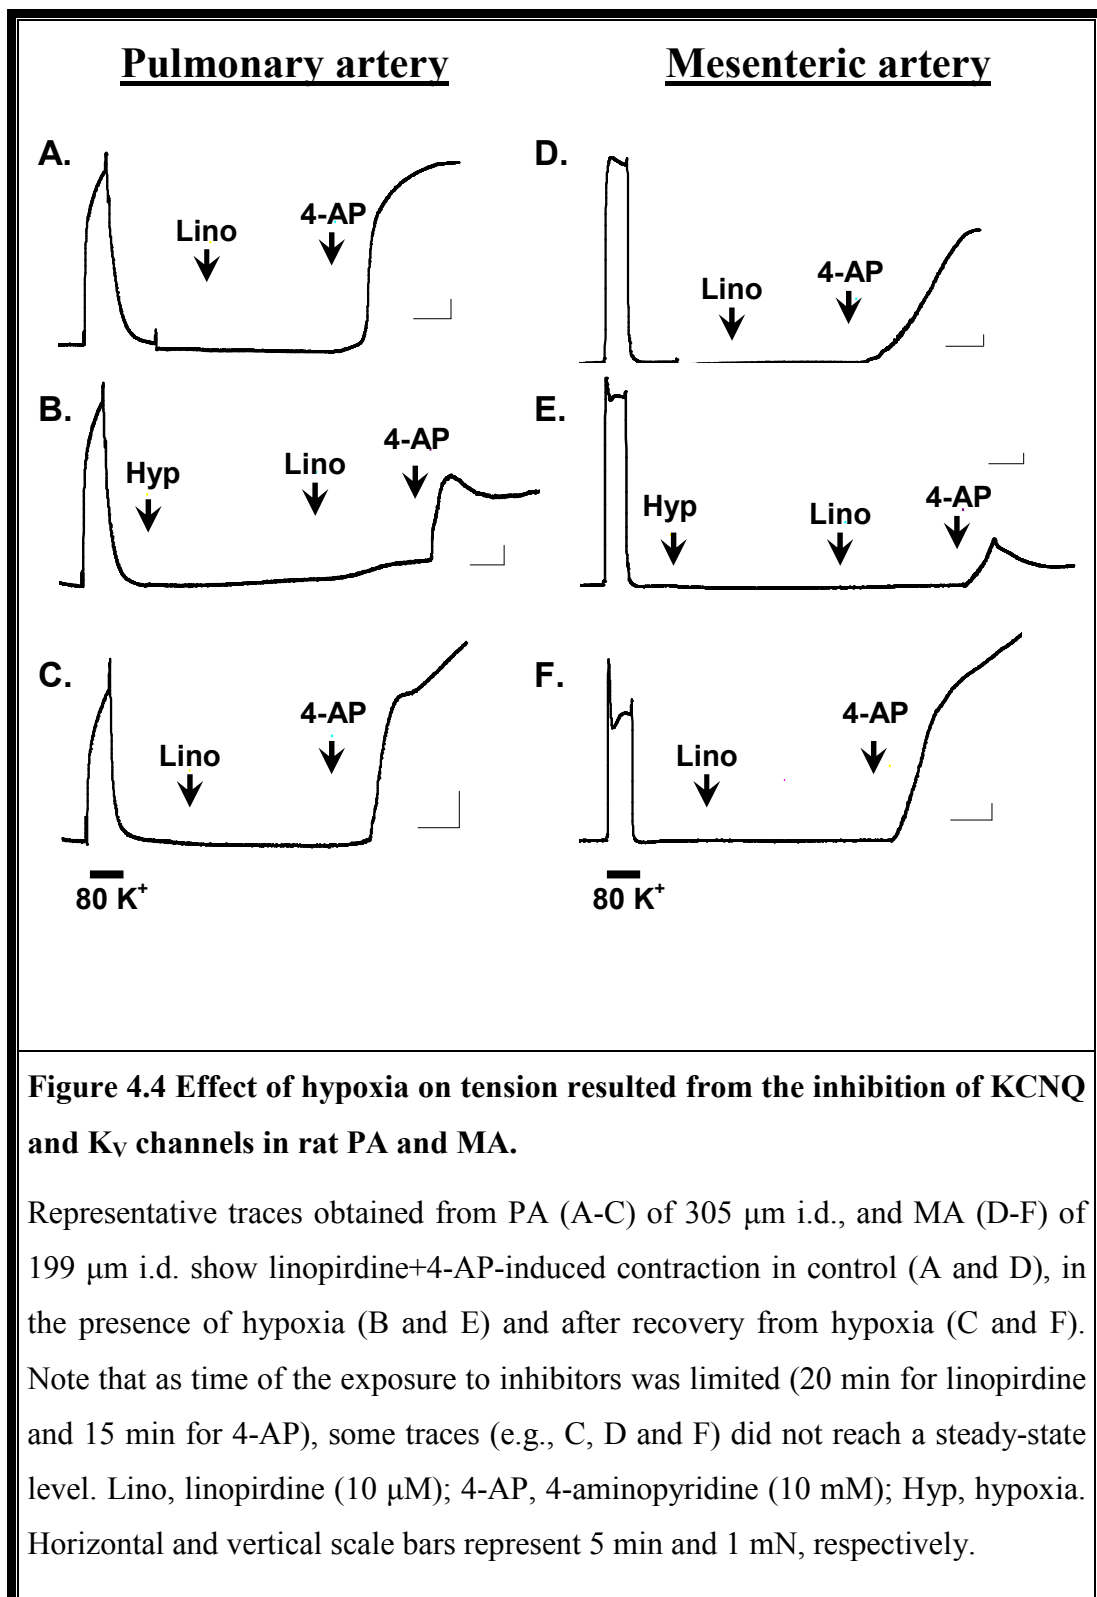 Pulmonary artery
Mesenteric artery
A.
Lino
4-AP
D.
Lino
4-AP
B.
Hyp
Lino
4-AP
E.
Hyp
Lino
4-AP
C.
Lino
4-AP
80 K⁺
F.
Lino
4-AP
80 K⁺
Figure 4.4 Effect of hypoxia on tension resulted from the inhibition of KCNQ
and Kᵥ channels in rat PA and MA.
Representative traces obtained from PA (A-C) of 305 μm i.d., and MA (D-F) of
199 μm i.d. show linopirdine+4-AP-induced contraction in control (A and D), in
the presence of hypoxia (B and E) and after recovery from hypoxia (C and F).
Note that as time of the exposure to inhibitors was limited (20 min for linopirdine
and 15 min for 4-AP), some traces (e.g., C, D and F) did not reach a steady-state
level. Lino, linopirdine (10 μM); 4-AP, 4-aminopyridine (10 mM); Hyp, hypoxia.
Horizontal and vertical scale bars represent 5 min and 1 mN, respectively.